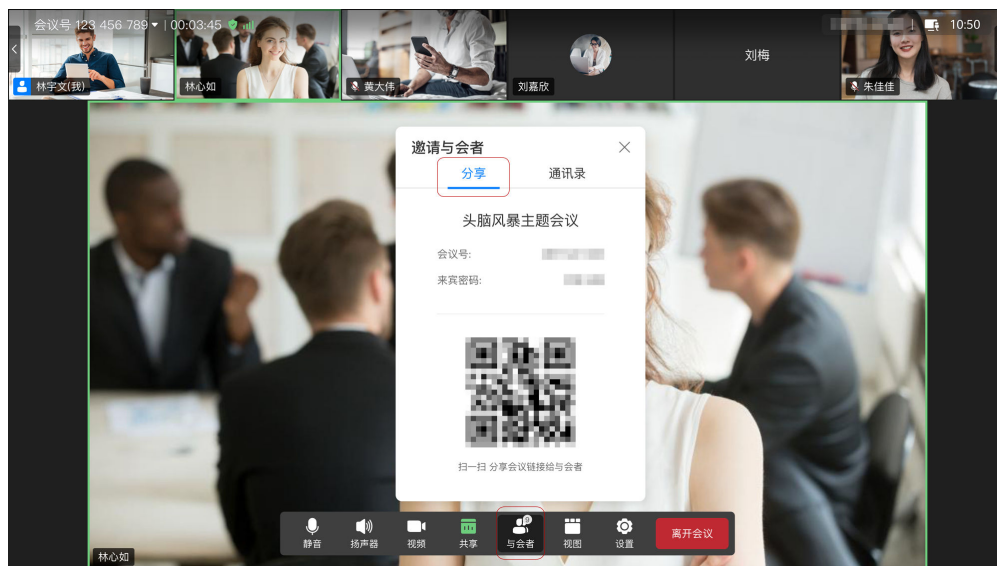 会议号 123 456 789 | 00:03:45
10:50
林宇文(我)
林心如
黄大伟
刘嘉欣
刘梅
朱佳佳
邀请与会者
分享 通讯录
头脑风暴主题会议
会议号:
来宾密码:
扫一扫 分享会议链接给与会者
静音 扬声器 视频 共享 与会者 视图 设置 离开会议
林心如